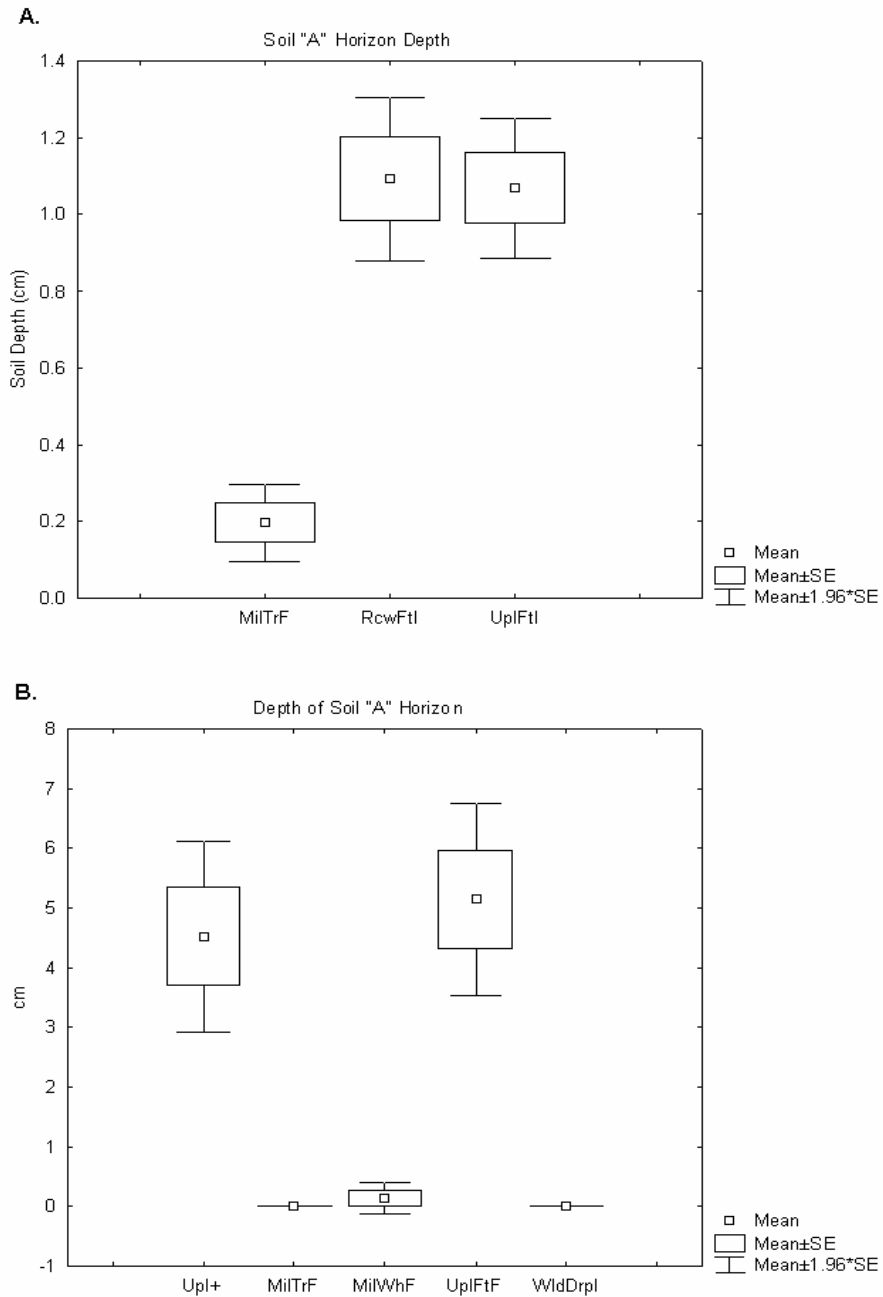 A.
Soil "A" Horizon Depth
1.4
1.2
1.0
0.8
0.6
0.4
0.2
0.0
Soil Depth (cm)
MilTrF RcwFtl UplFtl
Mean
Mean±SE
Mean±1.96*SE
B.
Depth of Soil "A" Horizon
8
7
6
5
4
3
2
1
0
-1
cm
Upl+ MilTrF MilWhF UplFtF WldDrpl
Mean
Mean±SE
Mean±1.96*SE